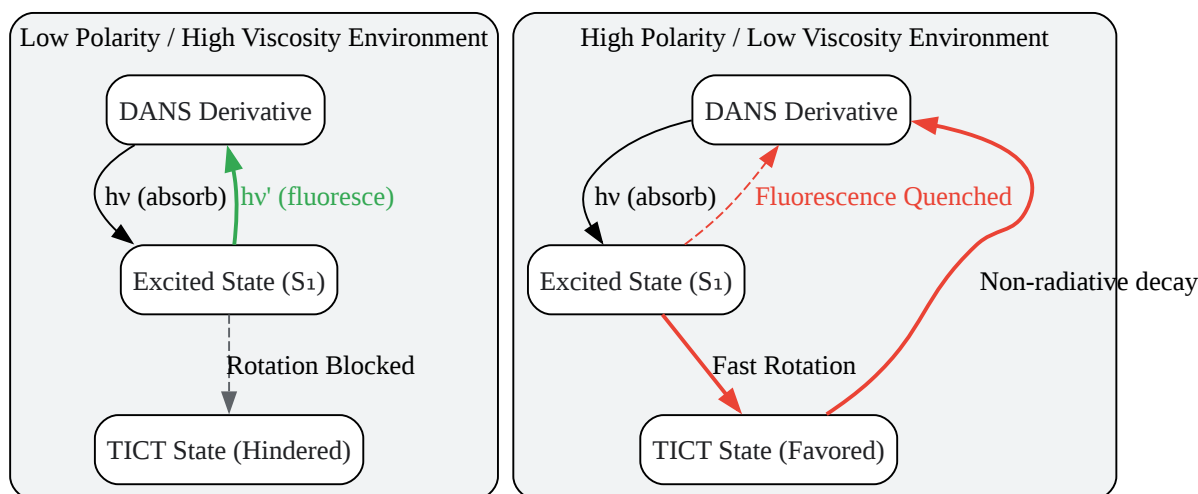 Low Polarity / High Viscosity Environment
DANS Derivative
hν (absorb)
hν' (fluoresce)
Excited State (S₁)
Rotation Blocked
TICT State (Hindered)
High Polarity / Low Viscosity Environment
DANS Derivative
hν (absorb)
Fluorescence Quenched
Excited State (S₁)
Non-radiative decay
Fast Rotation
TICT State (Favored)